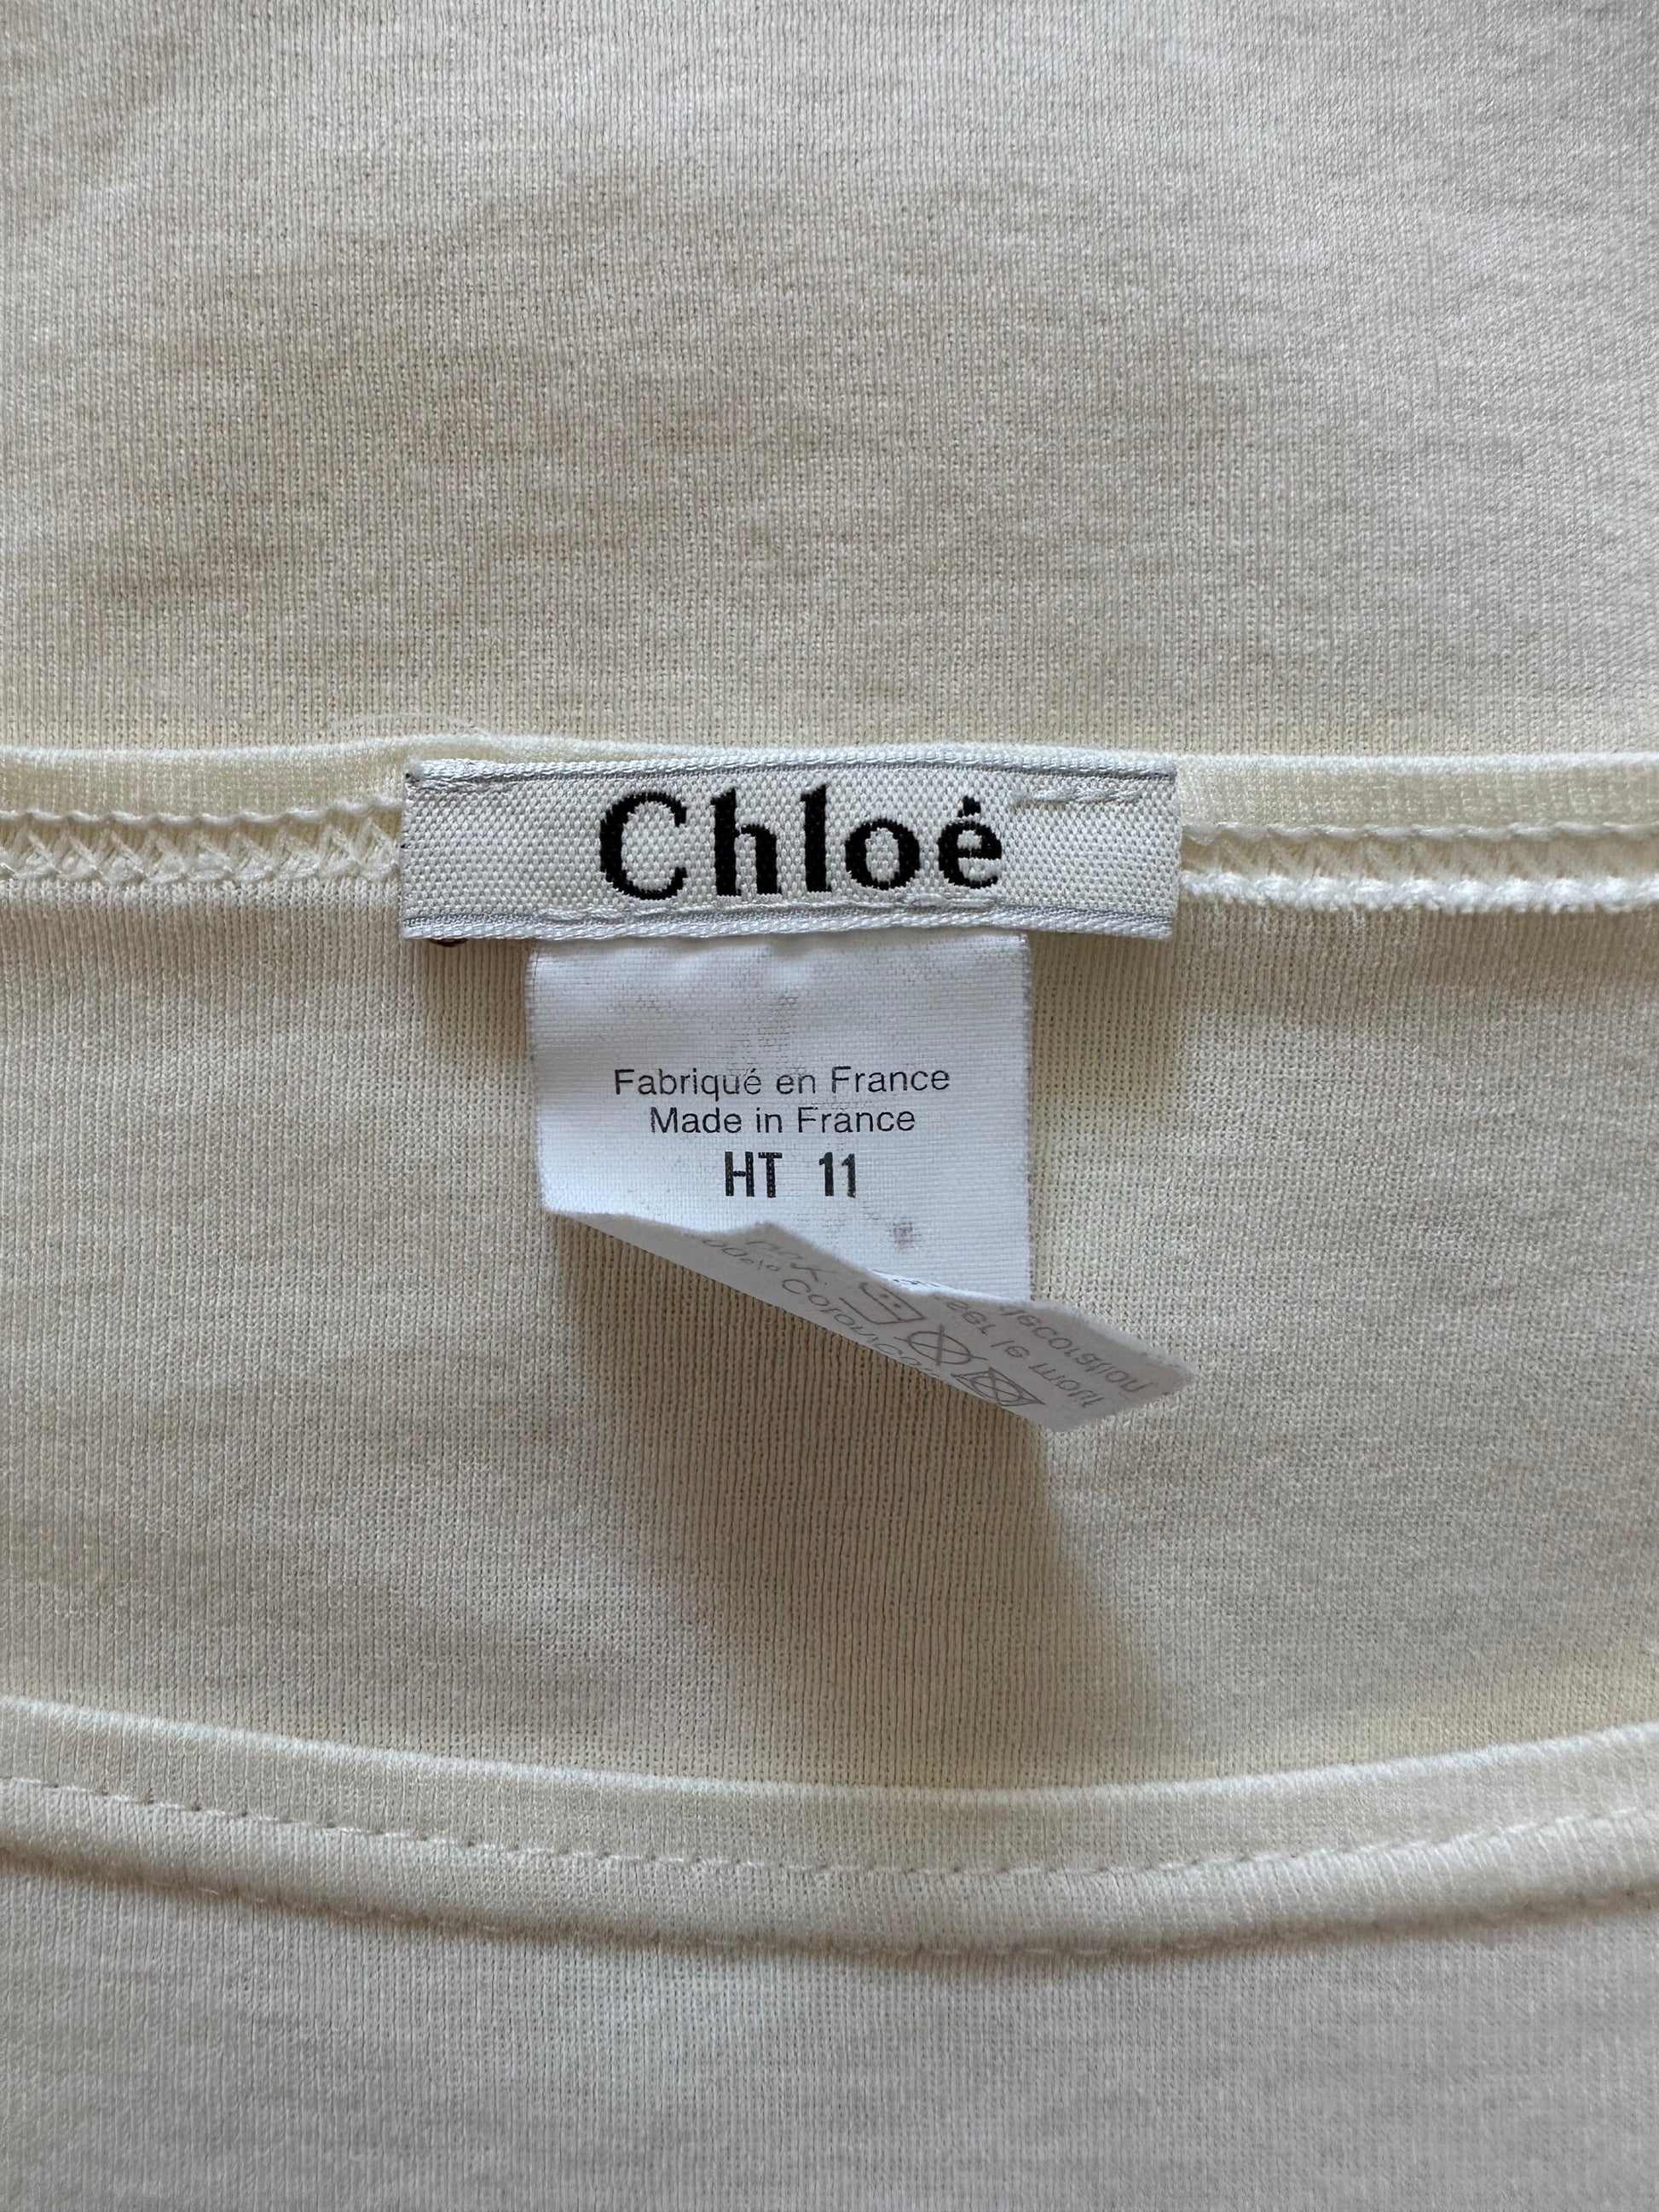 Chloé
Fabriqué en France
Made in France
HT 11